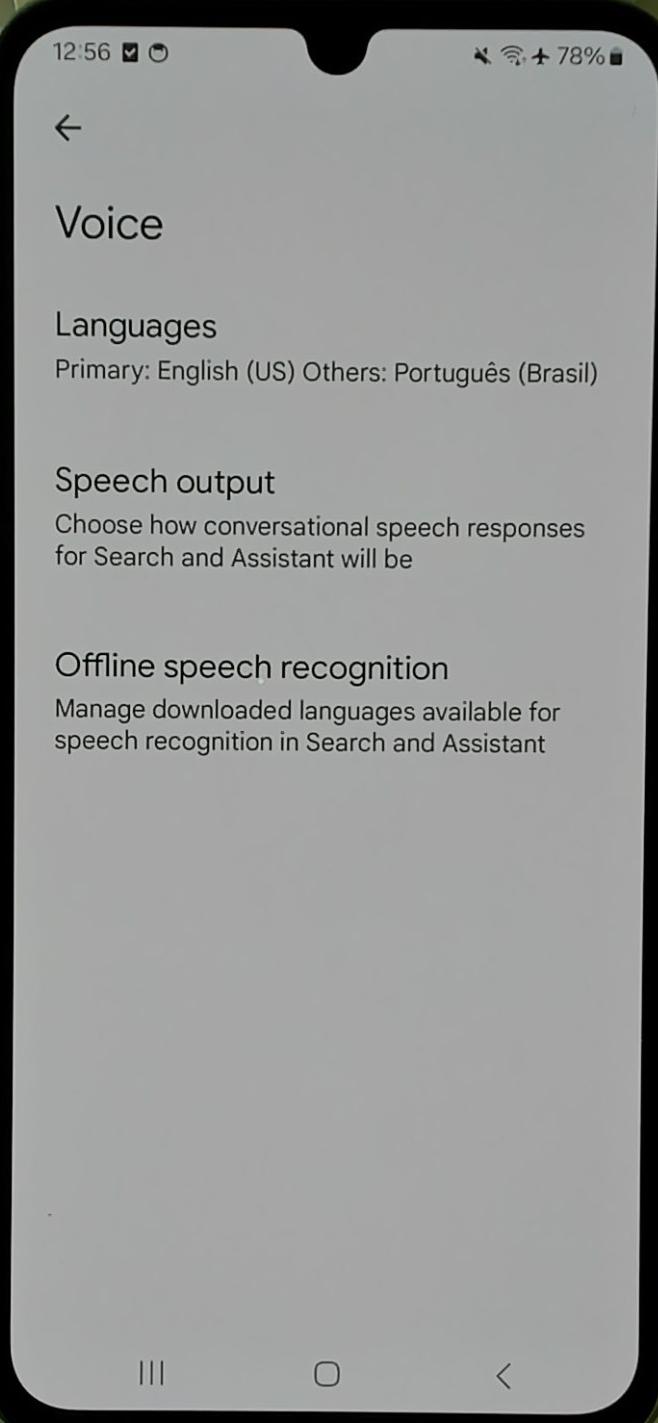 12:56
78%
Voice
Languages
Primary: English (US) Others: Português (Brasil)
Speech output
Choose how conversational speech responses
for Search and Assistant will be
Offline speech recognition
Manage downloaded languages available for
speech recognition in Search and Assistant